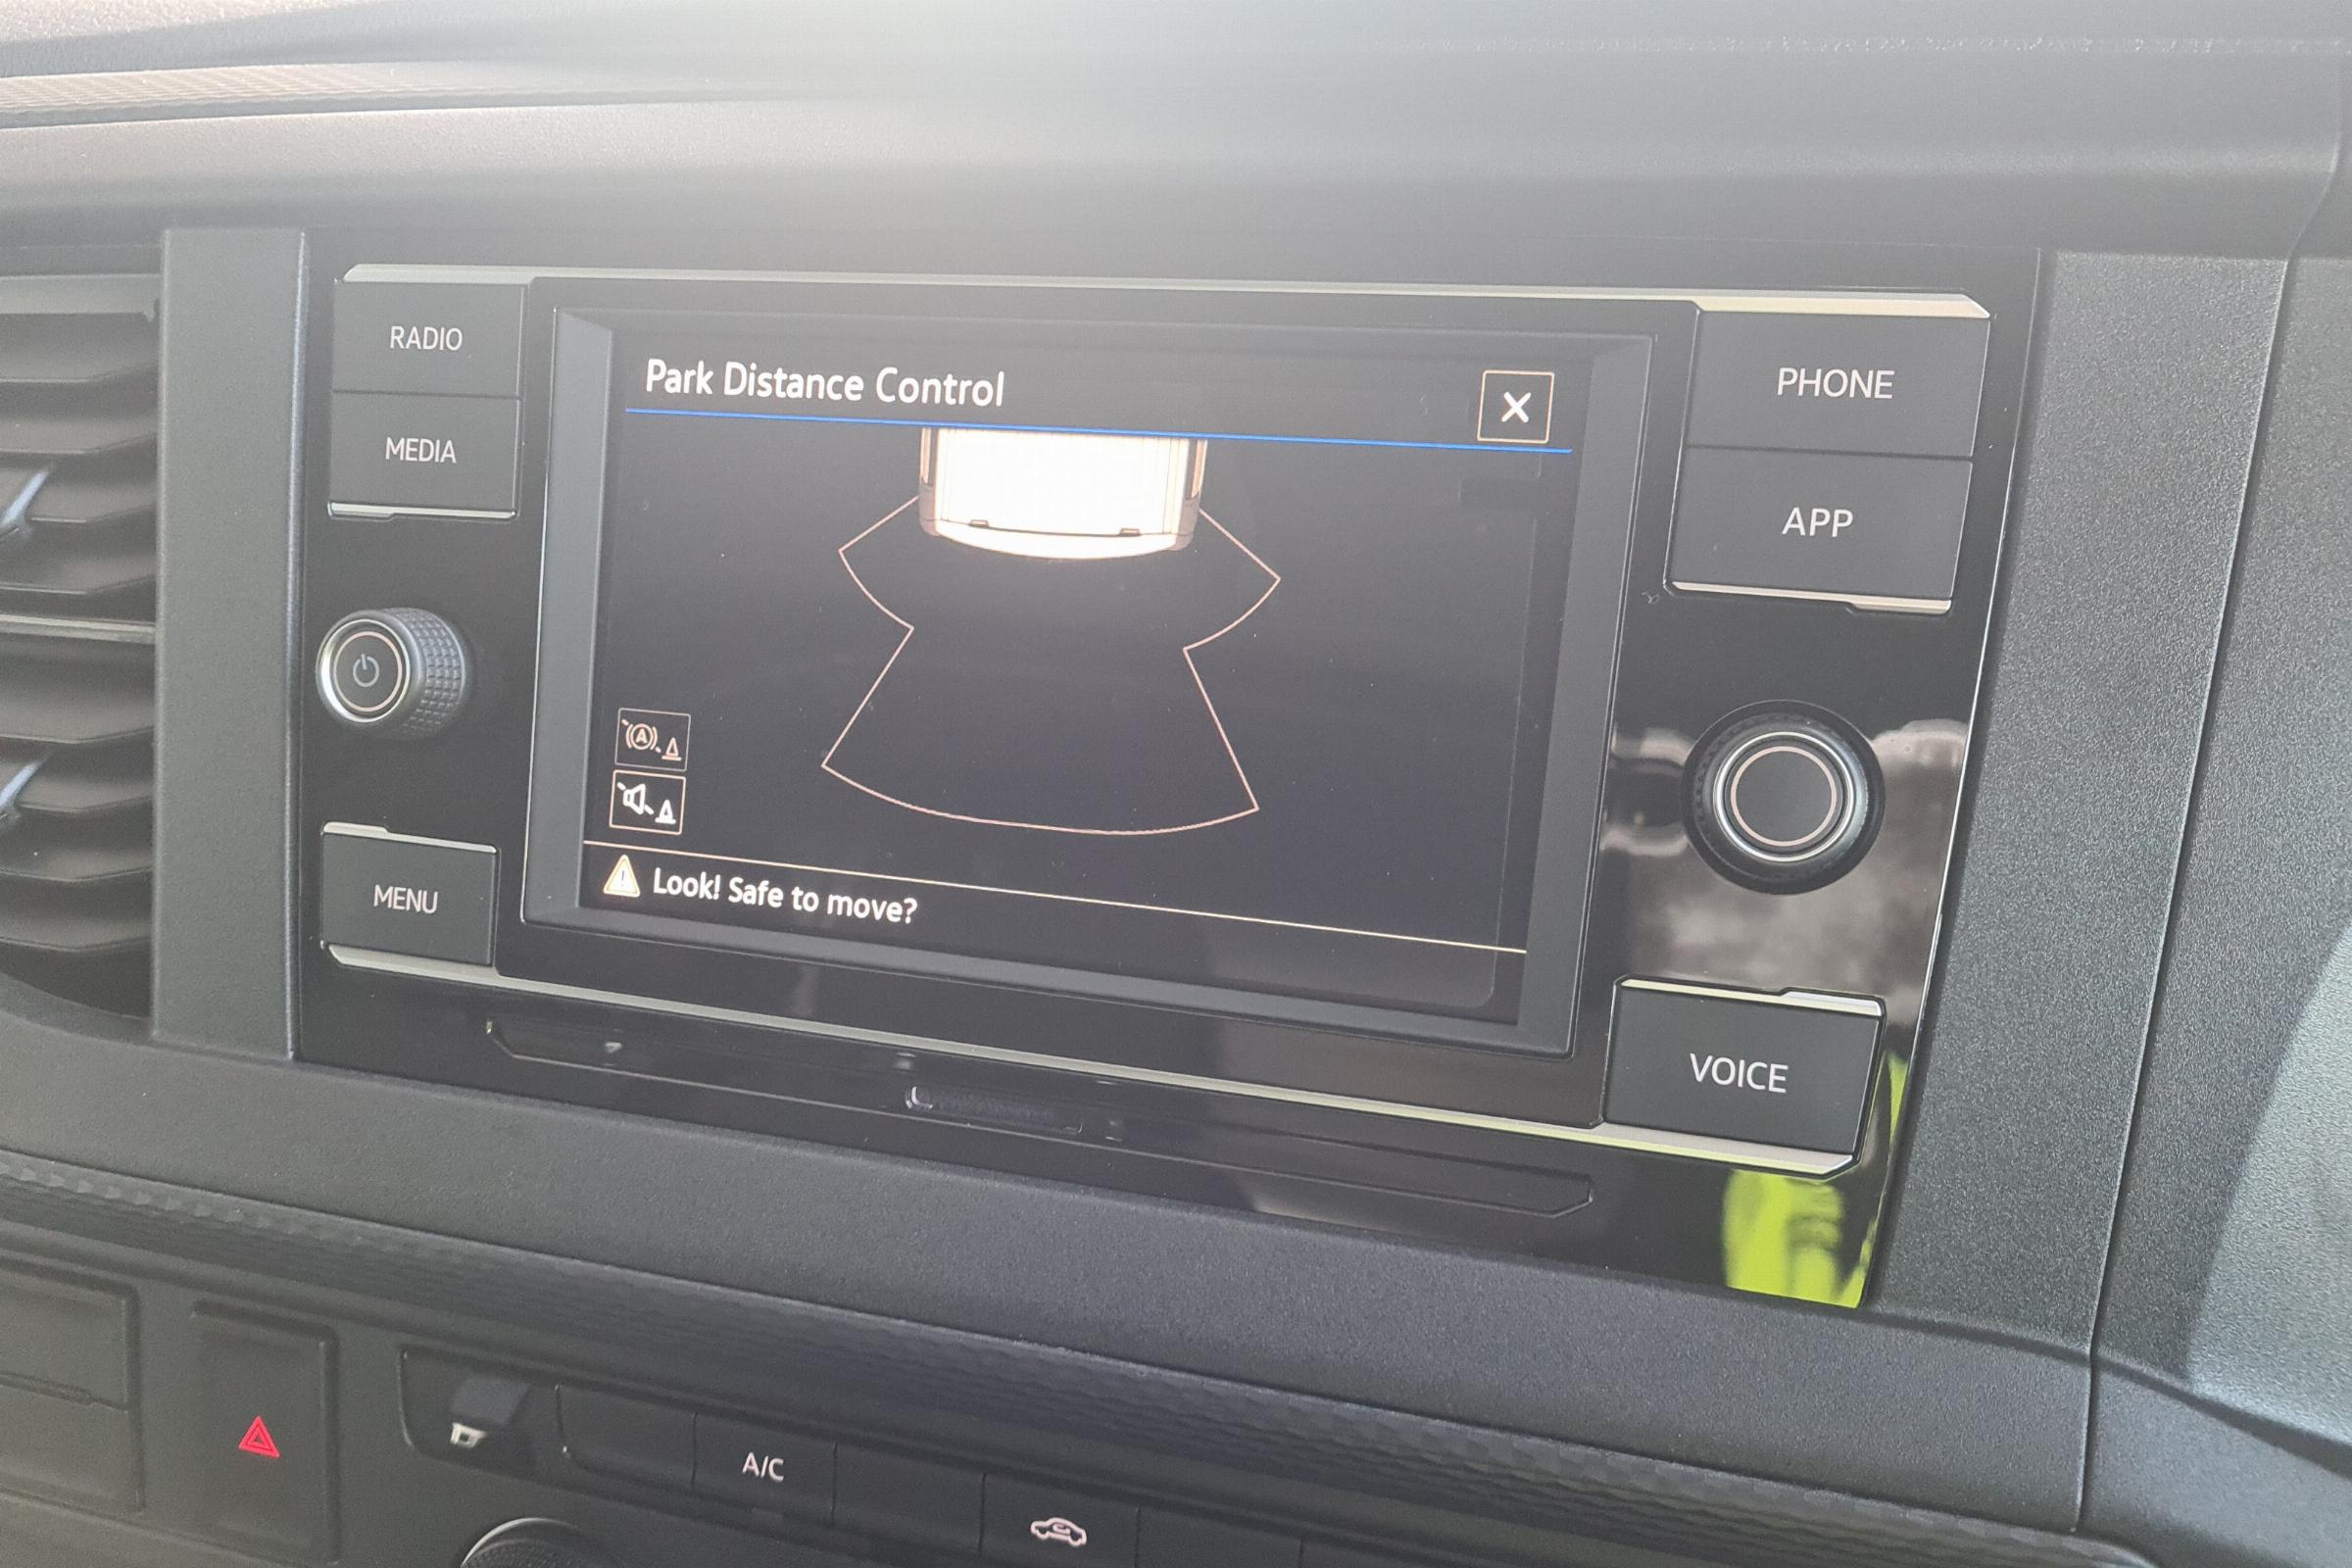 RADIO
MEDIA
Park Distance Control
X
PHONE
APP
A
MENU
Look! Safe to move?
VOICE
A/C